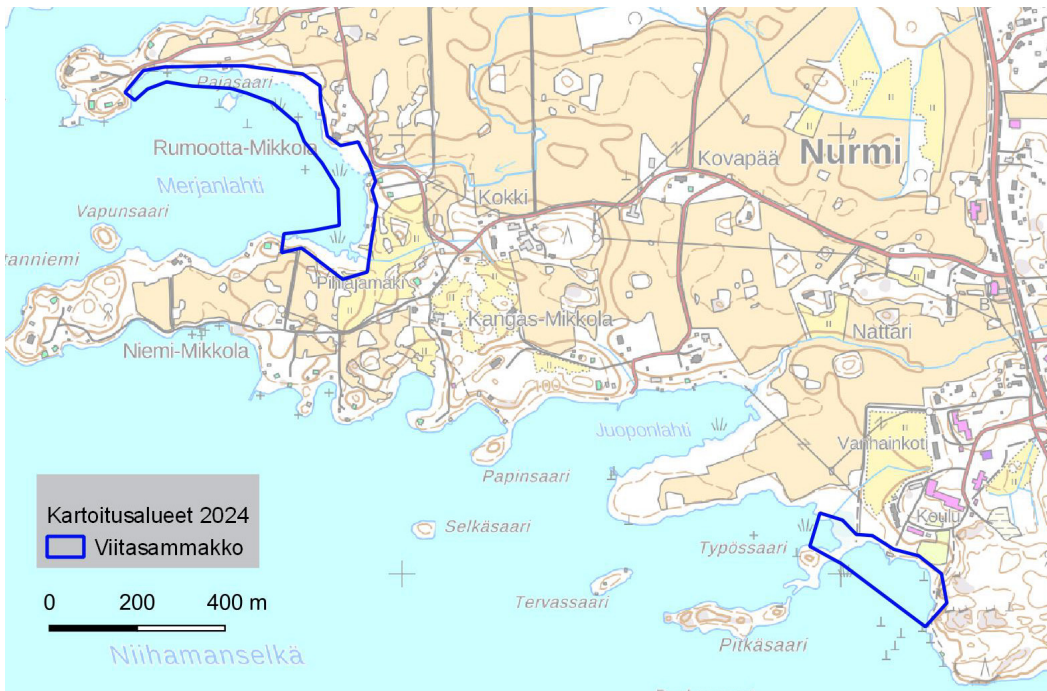 Pajasaari
Rumootta-Mikkola
Merjanlahti
Vapunsaari
Kokki
Kovapää
Nurmi
tanniemi
Pihlajamäki
Kangas-Mikkola
Niemi-Mikkola
Nattari
B
100
Juoponlahti
Vanhainkoti
Papinsaari
Koulu
Selkäsaari
Typössaari
Tervassaari
Pitkäsaari
Niihamanselkä
Kartoitusalueet 2024
Viitasammakko
0 200 400 m